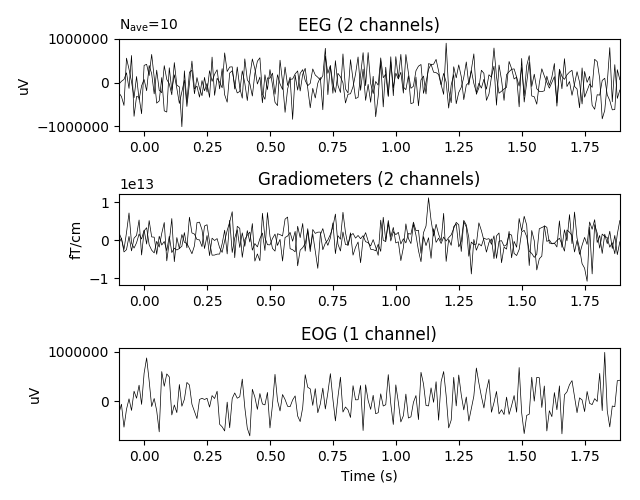 N_ave=10
EEG (2 channels)
1000000
0
−1000000
uV
0.00 0.25 0.50 0.75 1.00 1.25 1.50 1.75
1e13
Gradiometers (2 channels)
1
0
−1
fT/cm
0.00 0.25 0.50 0.75 1.00 1.25 1.50 1.75
EOG (1 channel)
1000000
0
uV
0.00 0.25 0.50 0.75 1.00 1.25 1.50 1.75
Time (s)